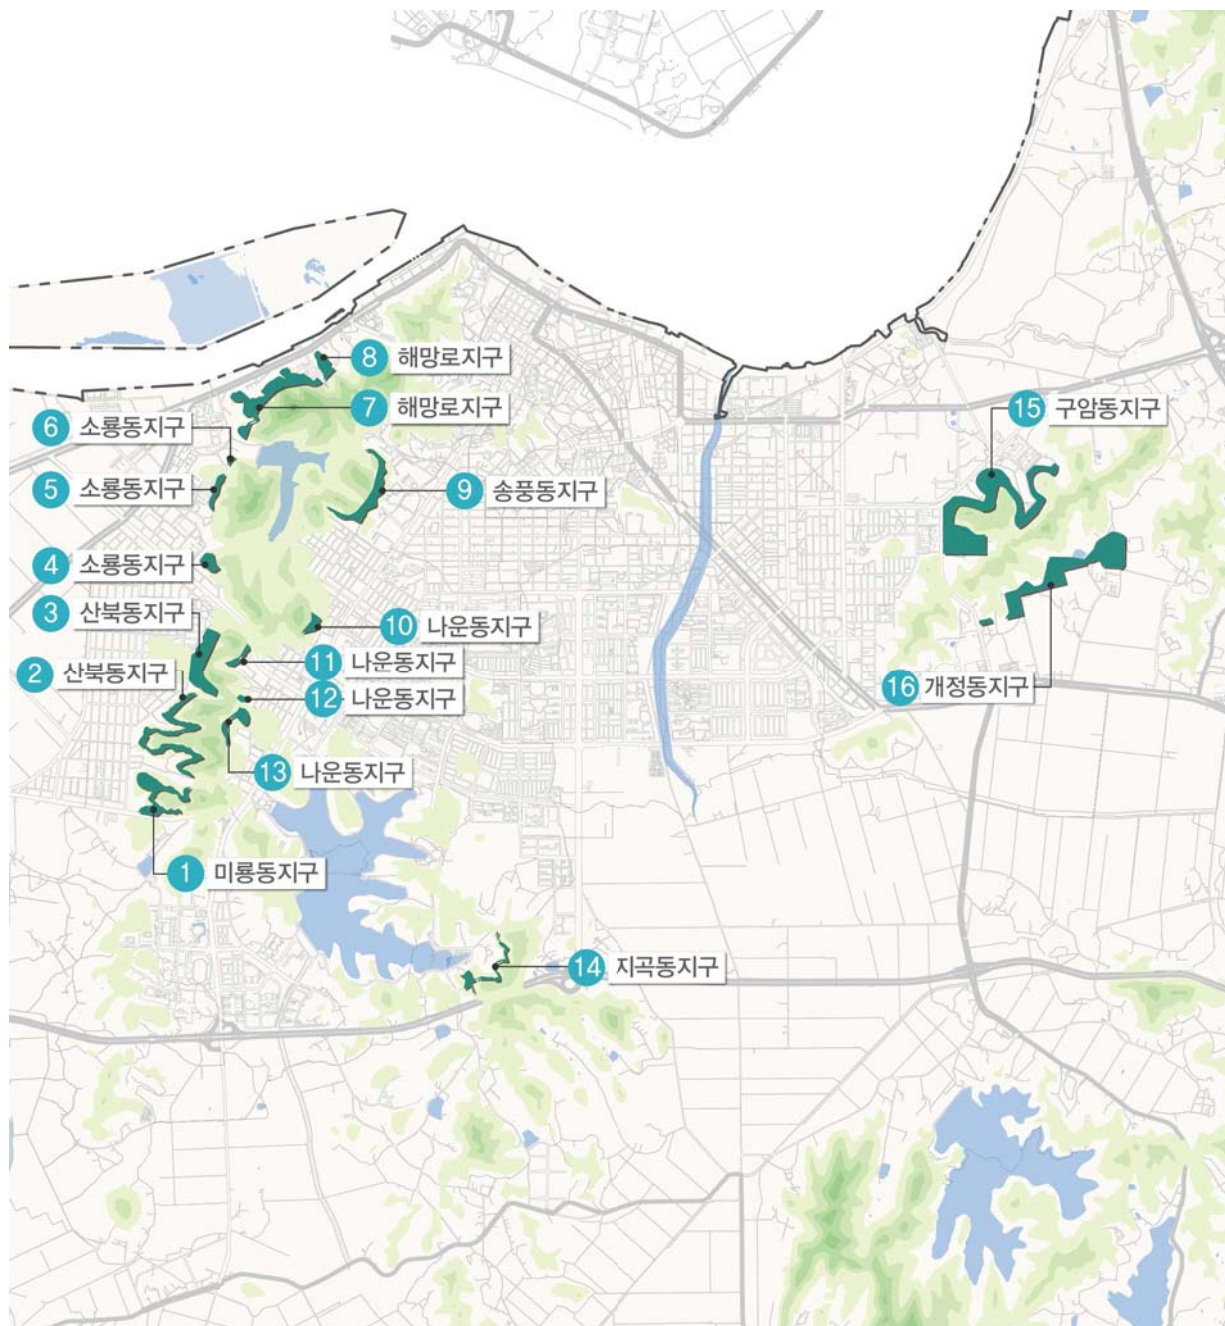 8 해망로지구
7 해망로지구
15 구암동지구
6 소룡동지구
5 소룡동지구
9 송풍동지구
4 소룡동지구
3 산북동지구
10 나운동지구
11 나운동지구
2 산북동지구
12 나운동지구
16 개정동지구
13 나운동지구
1 미룡동지구
14 지곡동지구